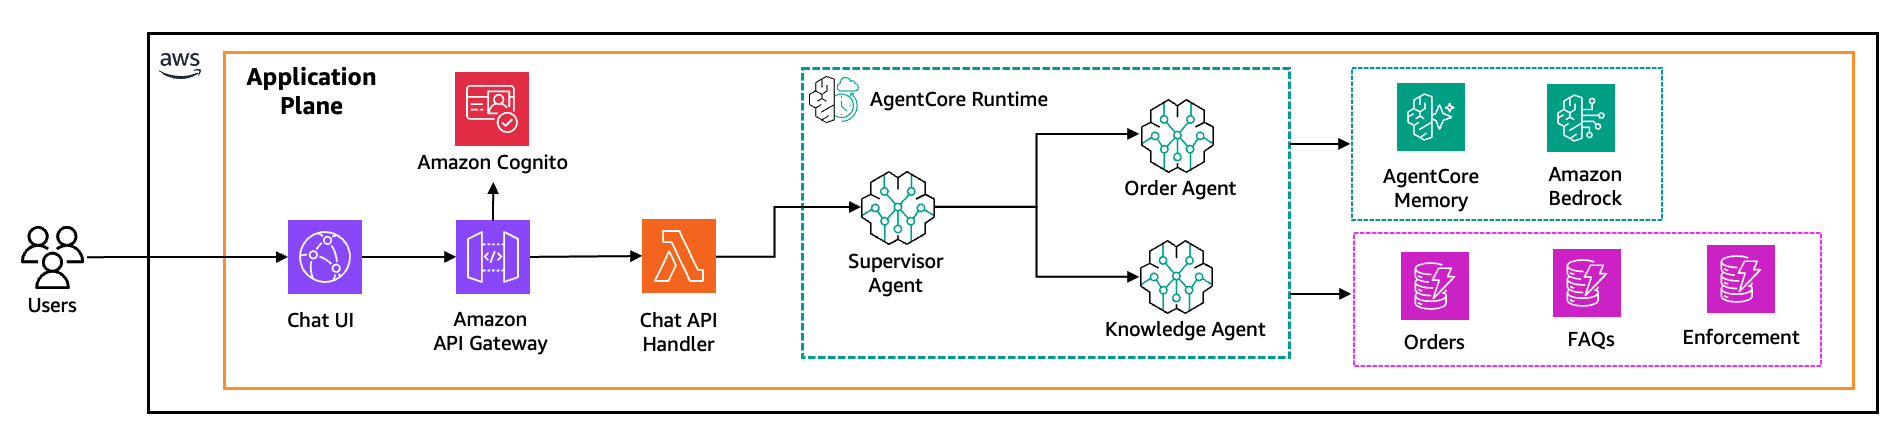 aws
Application
Plane
Amazon Cognito
Users
Chat UI
Amazon
API Gateway
Chat API
Handler
AgentCore Runtime
Supervisor
Agent
Order Agent
Knowledge Agent
AgentCore
Memory
Amazon
Bedrock
Orders
FAQs
Enforcement